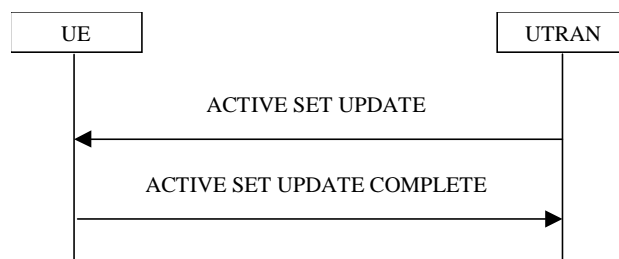 UE
UTRAN
ACTIVE SET UPDATE
ACTIVE SET UPDATE COMPLETE